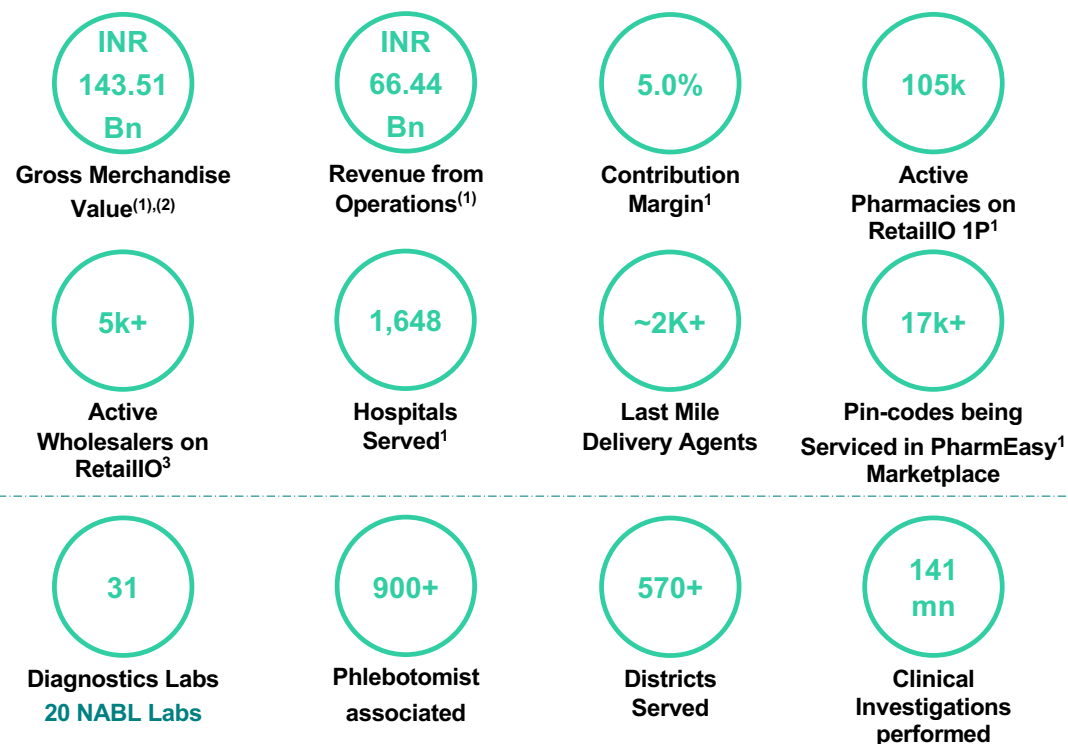 INR
143.51
Bn
Gross Merchandise
Value(1),(2)
INR
66.44
Bn
Revenue from
Operations(1)
5.0%
Contribution
Margin1
105k
Active
Pharmacies on
RetailIO 1P1
5k+
Active
Wholesalers on
RetailIO3
1,648
Hospitals
Served1
~2K+
Last Mile
Delivery Agents
17k+
Pin-codes being
Serviced in PharmEasy1
Marketplace
31
Diagnostics Labs
20 NABL Labs
900+
Phlebotomist
associated
570+
Districts
Served
141
mn
Clinical
Investigations
performed